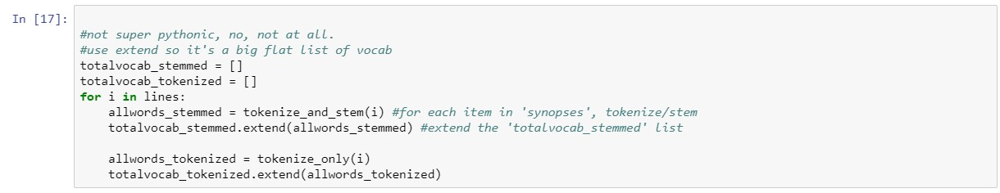 In [17]:
#not super pythonic, no, not at all.
#use extend so it's a big flat list of vocab
totalvocab_stemmed = []
totalvocab_tokenized = []
for i in lines:
    allwords_stemmed = tokenize_and_stem(i) #for each item in 'synopses', tokenize/stem
    totalvocab_stemmed.extend(allwords_stemmed) #extend the 'totalvocab_stemmed' list

    allwords_tokenized = tokenize_only(i)
    totalvocab_tokenized.extend(allwords_tokenized)